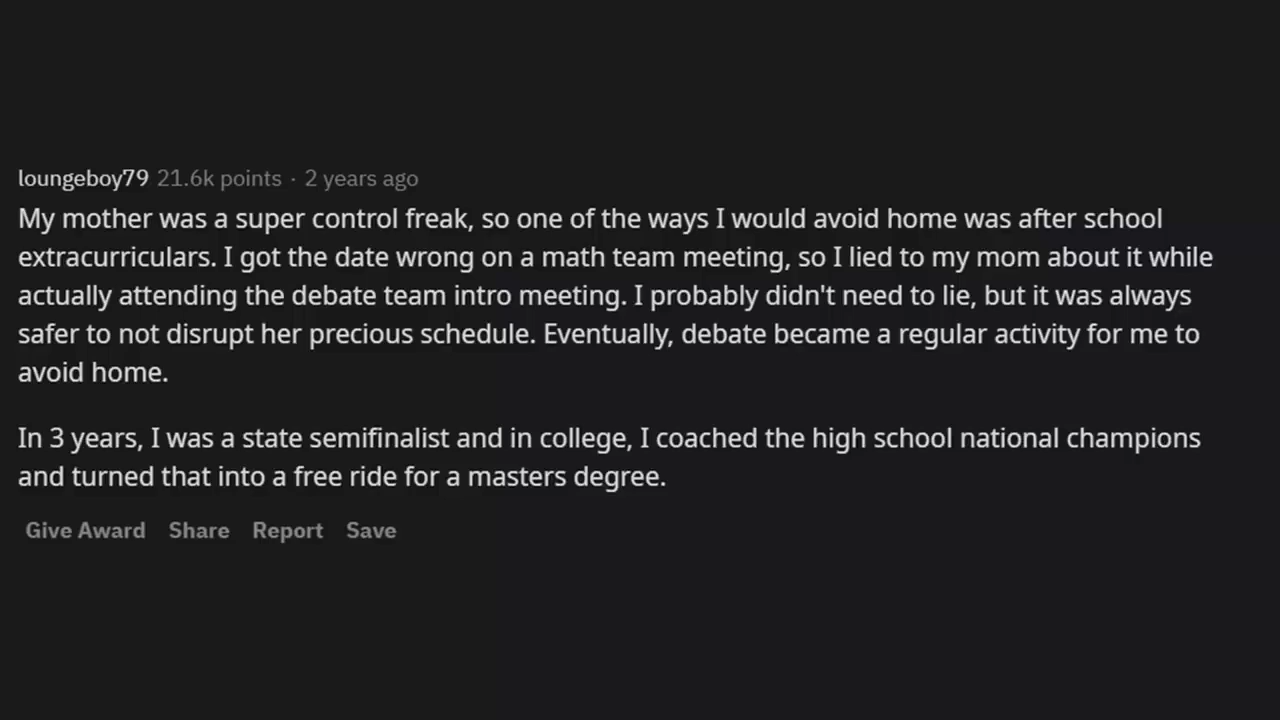 loungeboy79 21.6k points · 2 years ago
My mother was a super control freak, so one of the ways I would avoid home was after school
extracurriculars. I got the date wrong on a math team meeting, so I lied to my mom about it while
actually attending the debate team intro meeting. I probably didn't need to lie, but it was always
safer to not disrupt her precious schedule. Eventually, debate became a regular activity for me to
avoid home.
In 3 years, I was a state semifinalist and in college, I coached the high school national champions
and turned that into a free ride for a masters degree.
Give Award Share Report Save